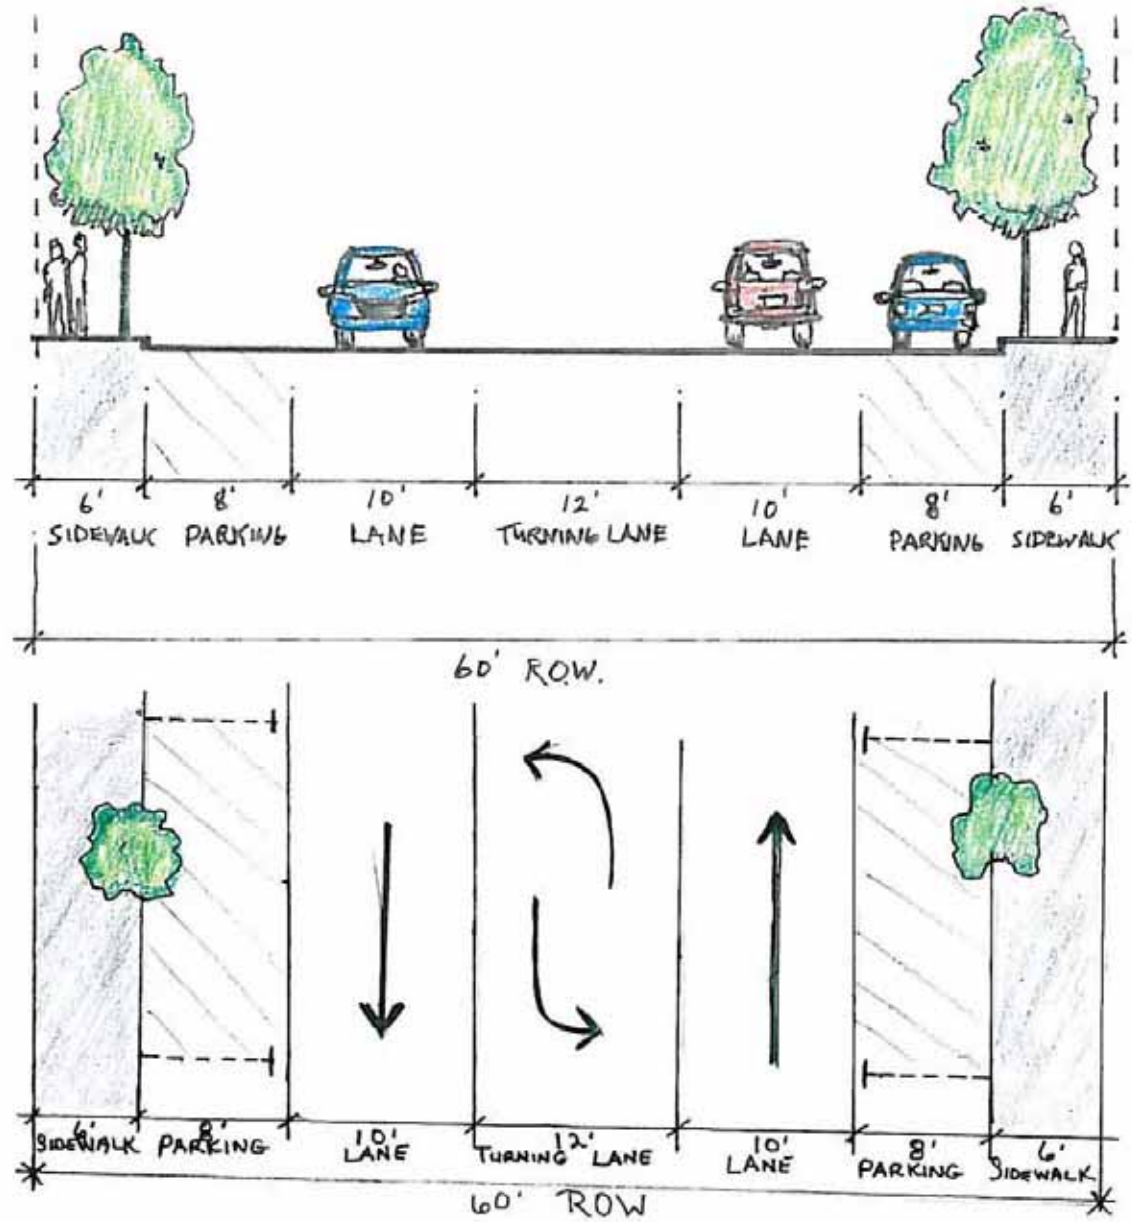 6' 8' 10' 12' 10' 8' 6'
SIDEWALK PARKING LANE TURNING LANE LANE PARKING SIDEWALK
60' R.O.W.
6' 8' 10' 12' 10' 8' 6'
SIDEWALK PARKING LANE TURNING LANE LANE PARKING SIDEWALK
60' ROW